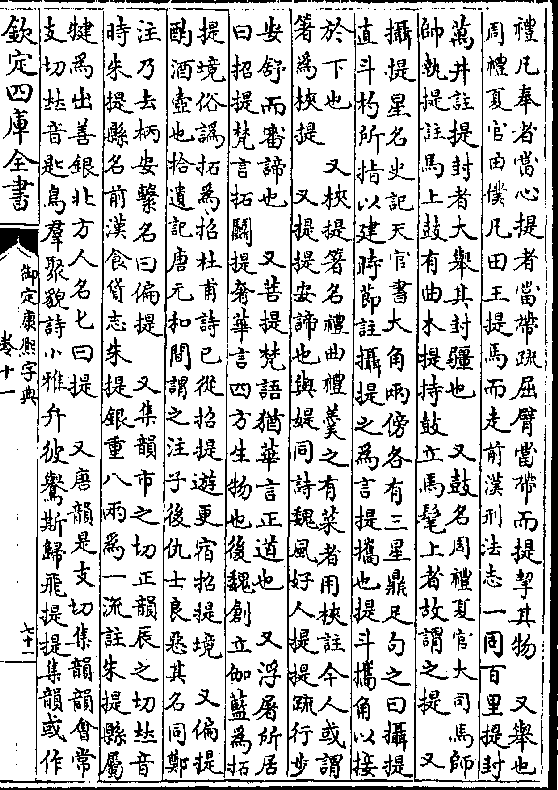 禮凡奉者當心提者當帶疏屈臂當帶而提挈其物 又舉也
周禮夏官田僕凡田王提馬而走前漢刑法志一同百里提封
萬井註提封者大舉其封疆也 又鼓名周禮夏官大司馬師
帥執提註馬上鼓有曲木提持鼓立馬髦上者故謂之提 又
攝提星名史記天官書大角兩傍各有三星鼎足句之曰攝提
直斗杓所指以建時節註攝提之爲言提攜也提斗攜角以接
於下也 又梜提箸名禮曲禮羹之有菜者用梜註今人或謂
箸爲梜提 又提提安諦也與媞同詩魏風好人提提疏行步
安舒而審諦也 又菩提梵語猶華言正道也 又浮屠所居
曰招提梵言拓鬭提奢華言四方生物也後魏創立伽藍爲拓
提境俗譌拓爲招杜甫詩已從招提遊更宿招提境 又偏提
酌酒壺也拾遺記唐元和間謂之注子後仇士良惡其名同鄭
注乃去柄安繫名曰偏提 又集韻市之切正韻辰之切𠀤音
時朱提縣名前漢食貨志朱提銀重八兩爲一流註朱提縣屬
犍爲出善銀北方人名匕曰提 又唐韻是支切集韻韻會常
支切𠀤音匙鳥羣聚貌詩小雅弁彼鸒斯歸飛提提集韻或作
欽定四庫全書
御定康熙字典
卷十一